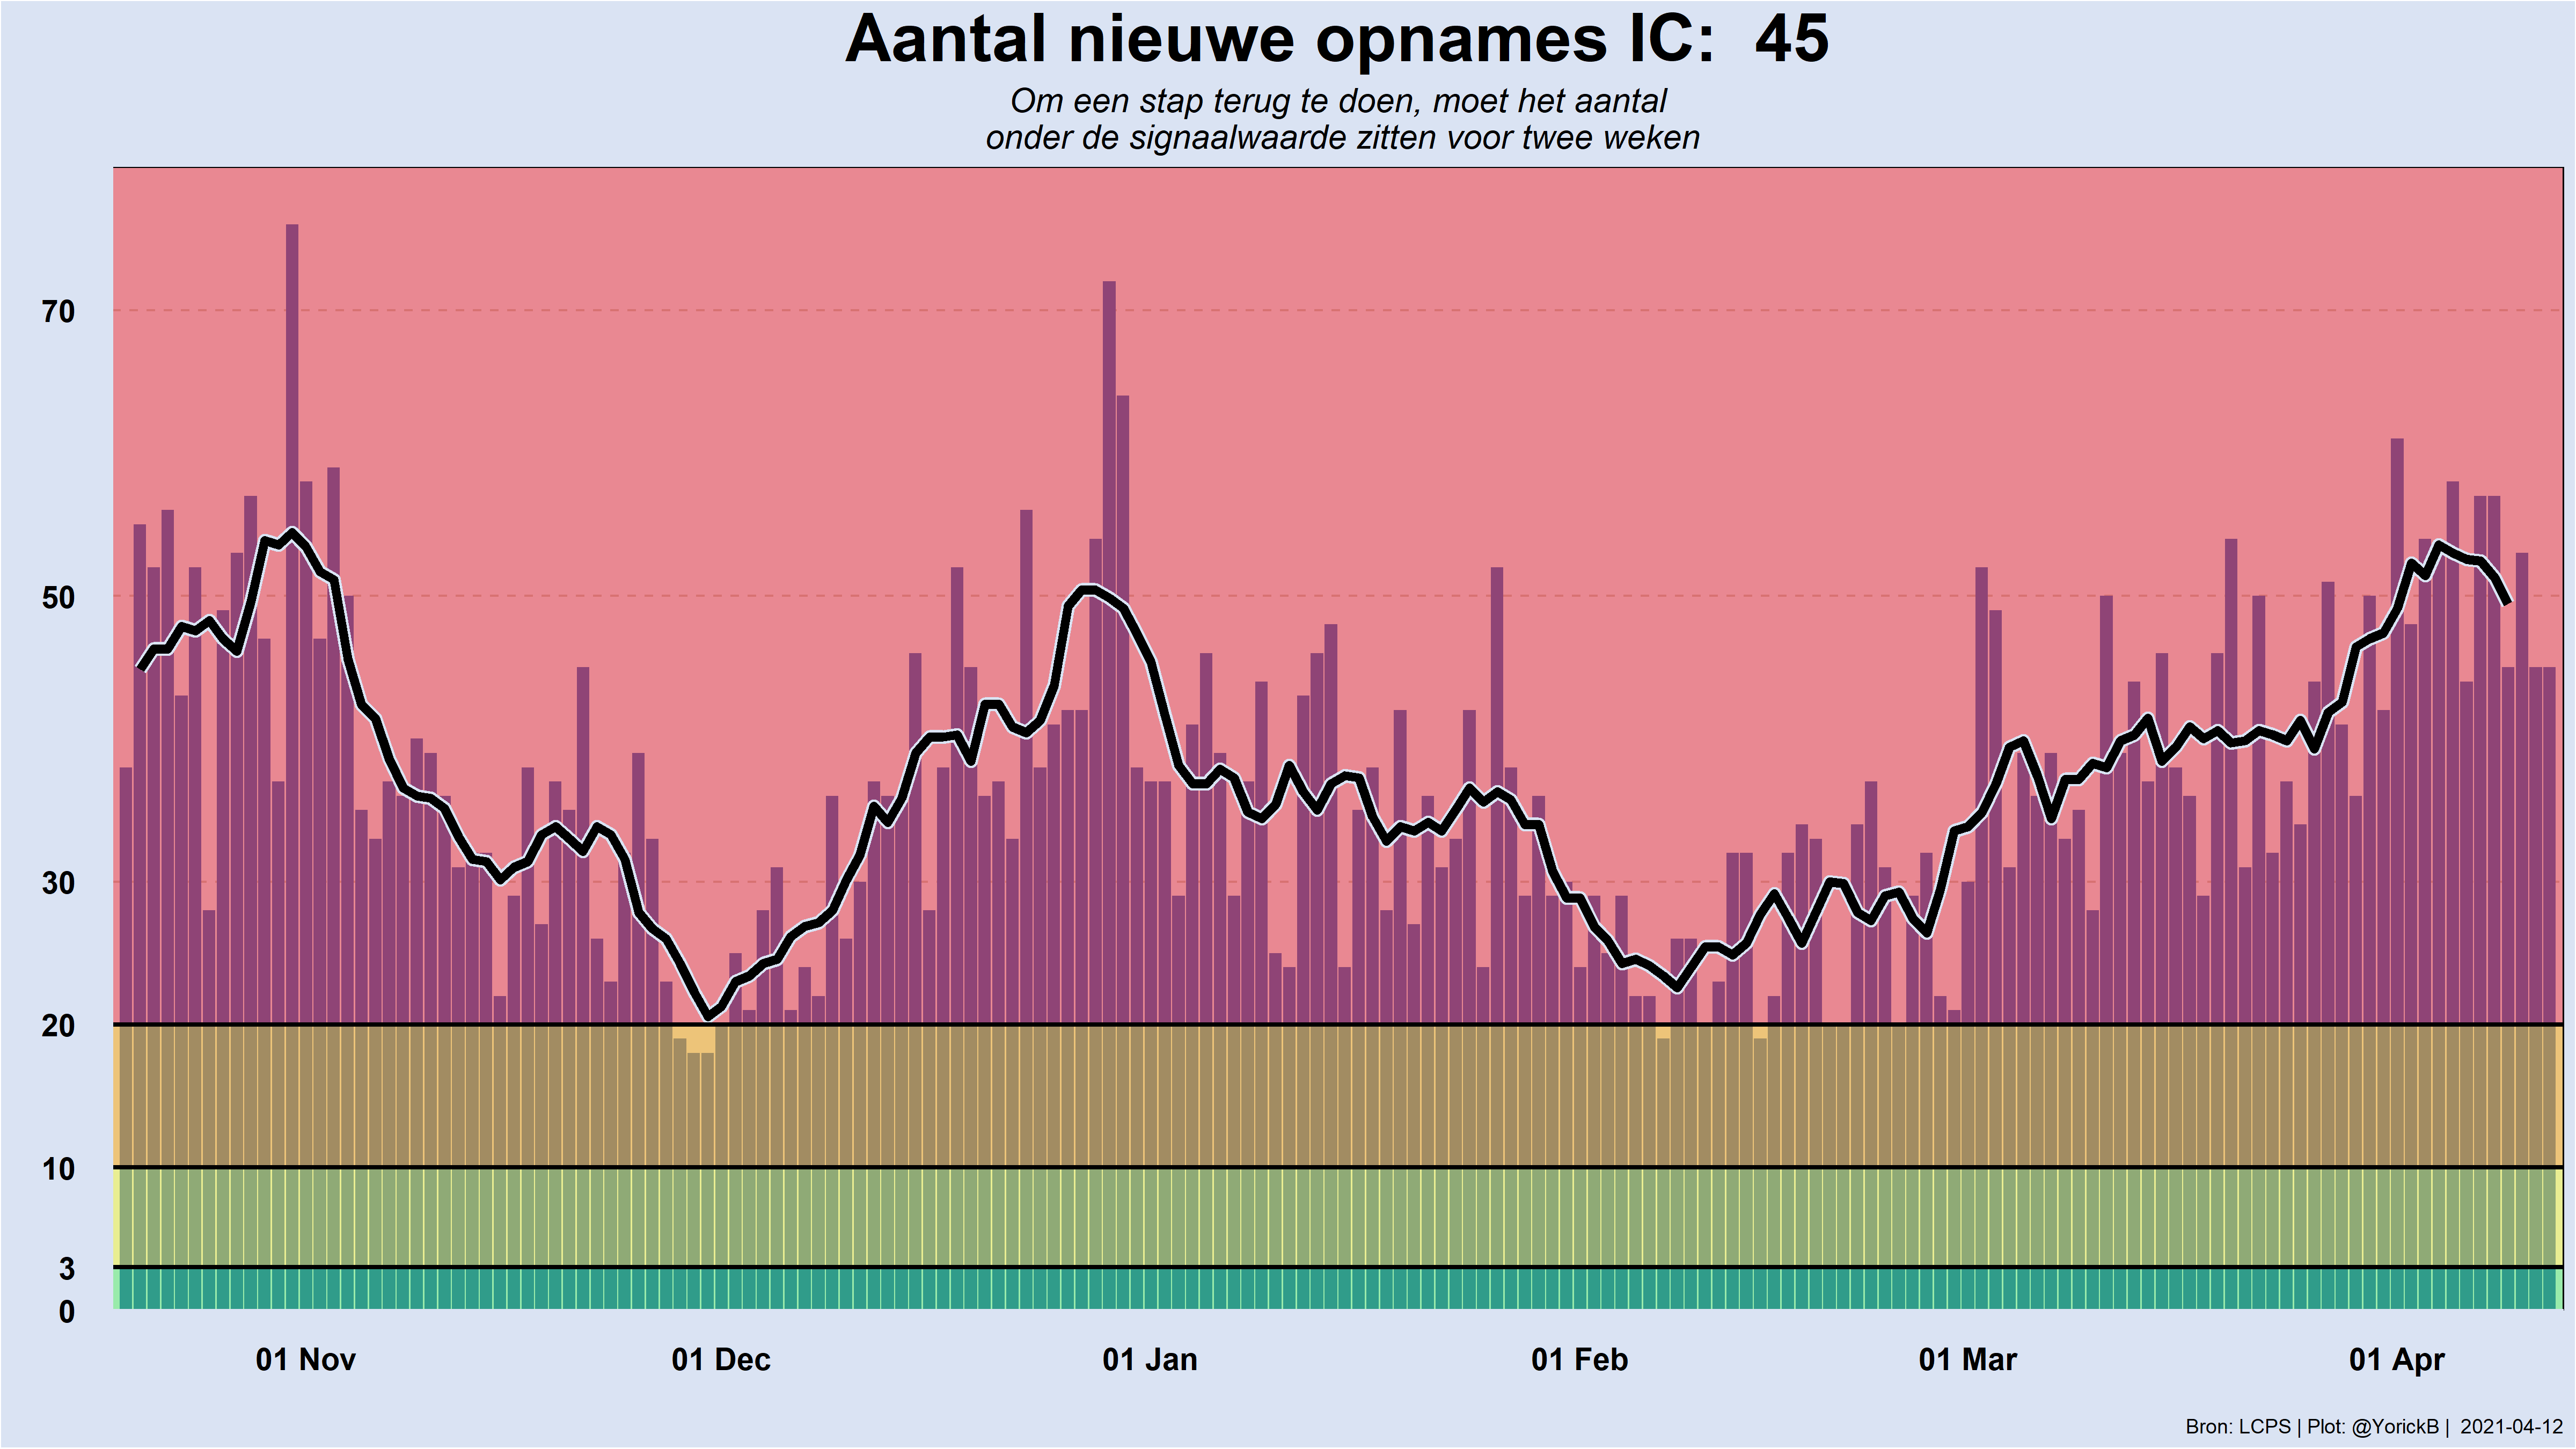 Aantal nieuwe opnames IC:  45
Om een stap terug te doen, moet het aantal
onder de signaalwaarde zitten voor twee weken
70
50
30
20
10
3
0
01 Nov
01 Dec
01 Jan
01 Feb
01 Mar
01 Apr
Bron: LCPS | Plot: @YorickB |  2021-04-12